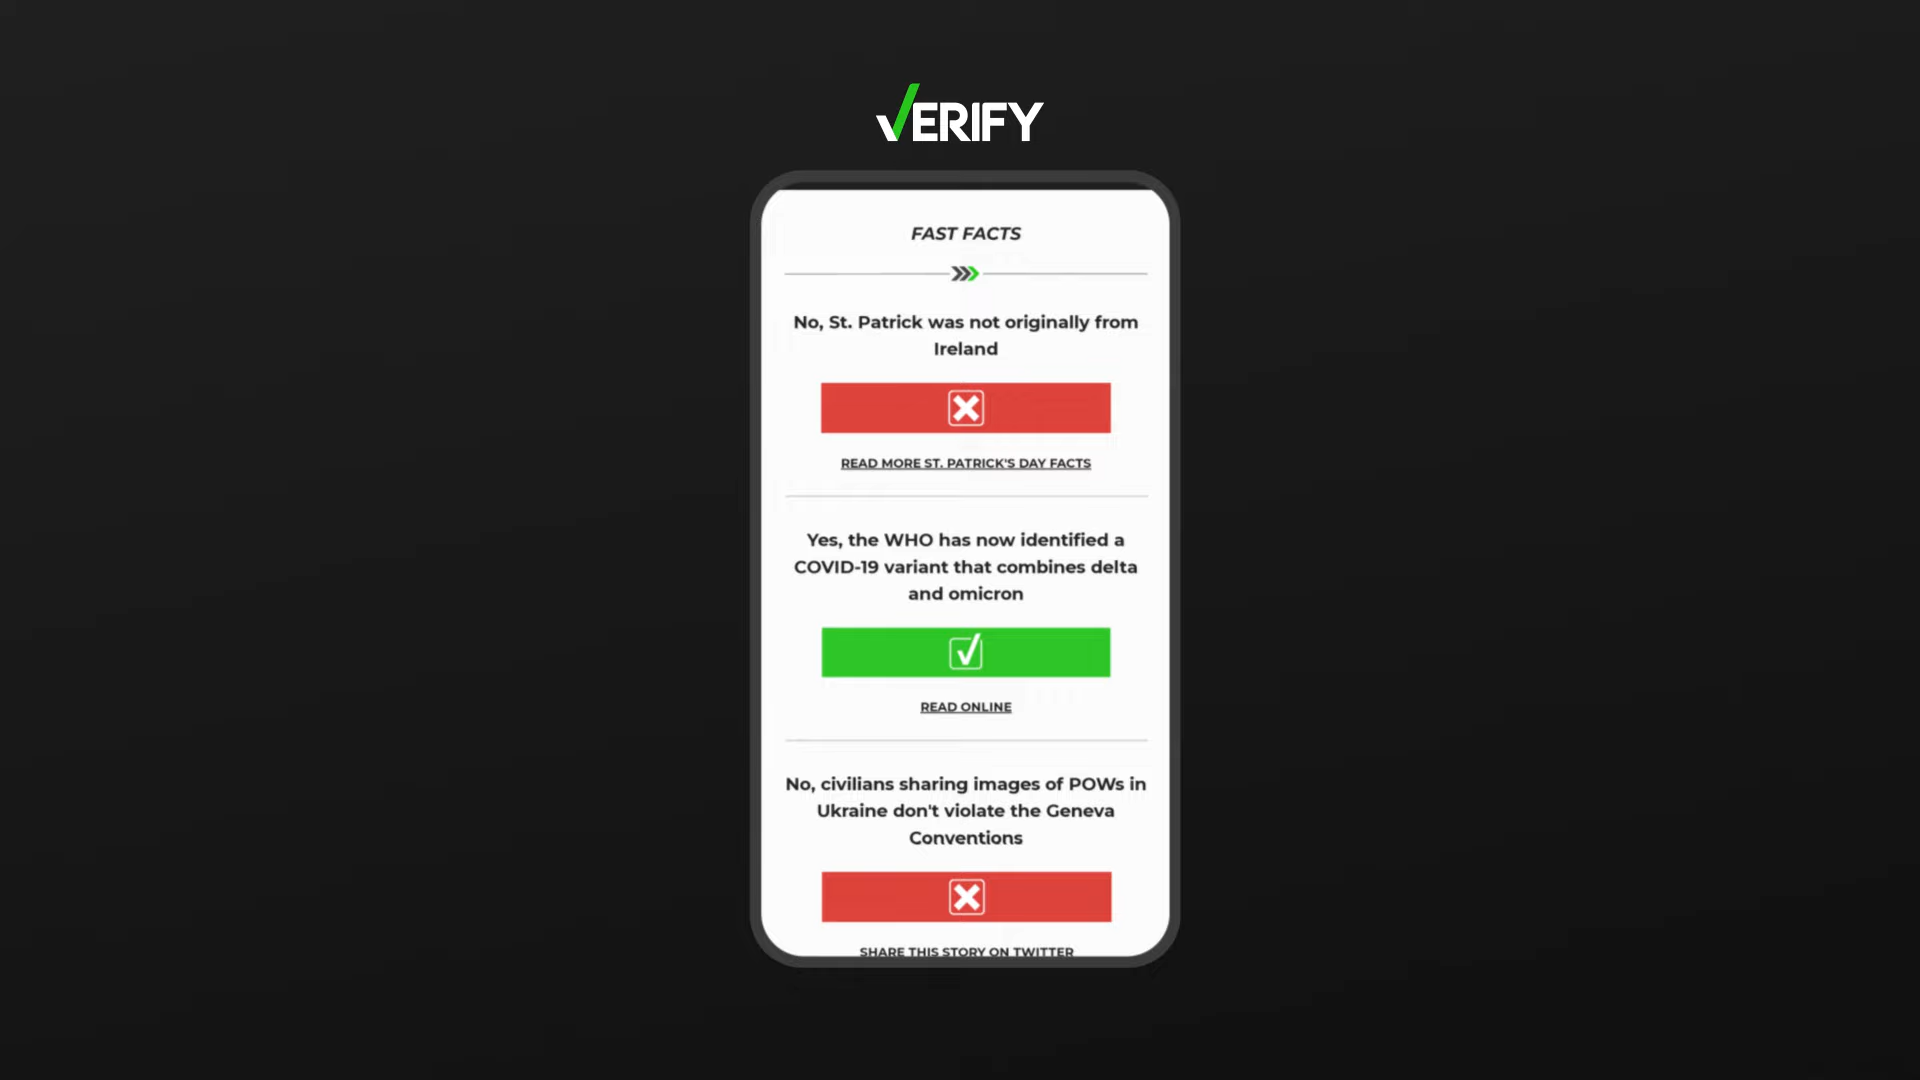 VERIFY
FAST FACTS
No, St. Patrick was not originally from
Ireland
READ MORE ST. PATRICK'S DAY FACTS
Yes, the WHO has now identified a
COVID-19 variant that combines delta
and omicron
READ ONLINE
No, civilians sharing images of POWs in
Ukraine don't violate the Geneva
Conventions
SHARE THIS STORY ON TWITTER